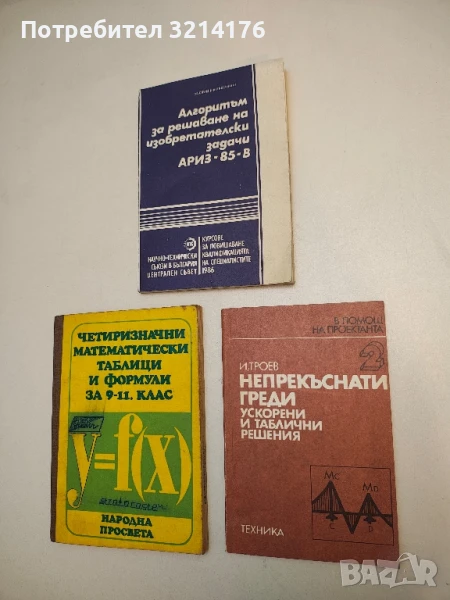 Потребител 3214176
Алгоритъм
за решаване на
изобретателски
задачи
АРИЗ-85-В
НАУЧНО-ТЕХНИЧЕСКИ
СЪЮЗИ В БЪЛГАРИЯ
ЦЕНТРАЛЕН СЪВЕТ
КУРСОВЕ
ЗА ПОВИШАВАНЕ
КВАЛИФИКАЦИЯТА
НА СПЕЦИАЛИСТИТЕ
1986
ЧЕТИРИЗНАЧНИ
МАТЕМАТИЧЕСКИ
ТАБЛИЦИ
И ФОРМУЛИ
ЗА 9-11. КЛАС
y=f(x)
НАРОДНА
ПРОСВЕТА
В ПОМОЩ
НА ПРОЕКТАНТА
2
И.ТРОЕВ
НЕПРЕКЪСНАТИ
ГРЕДИ
УСКОРЕНИ
И ТАБЛИЧНИ
РЕШЕНИЯ
ТЕХНИКА
bazar